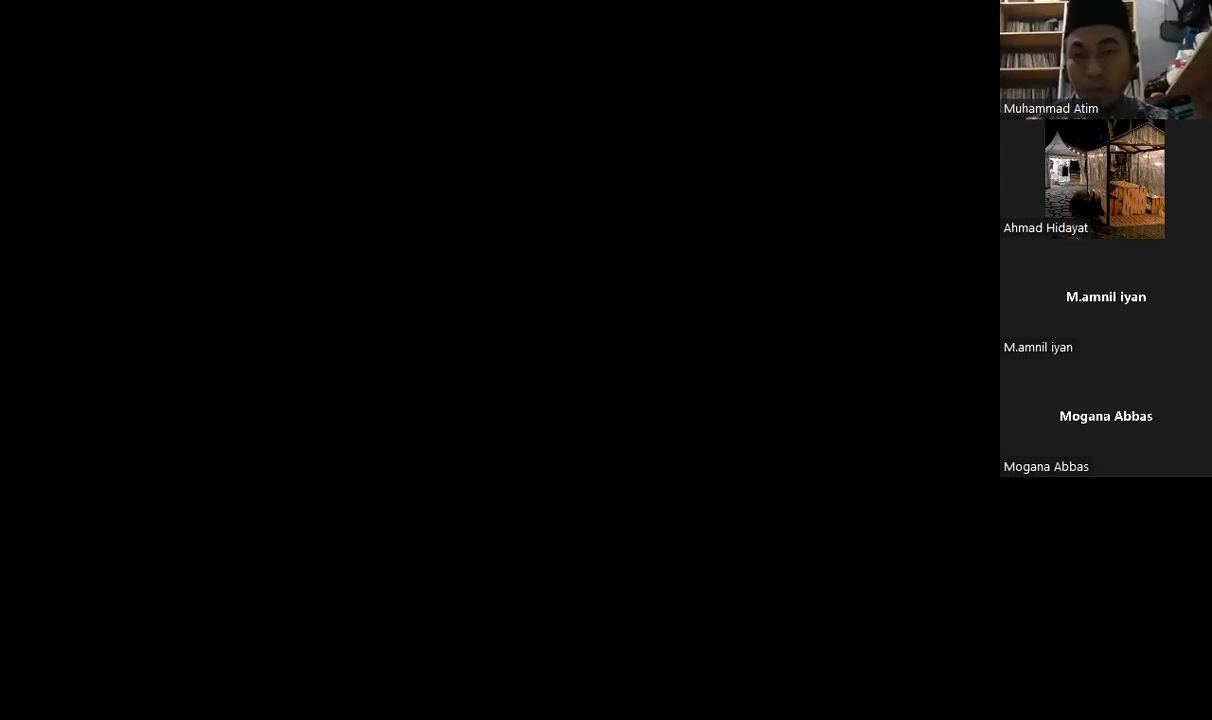 Muhammad Atim
Ahmad Hidayat
M.amnil iyan
M.amnil iyan
Mogana Abbas
Mogana Abbas